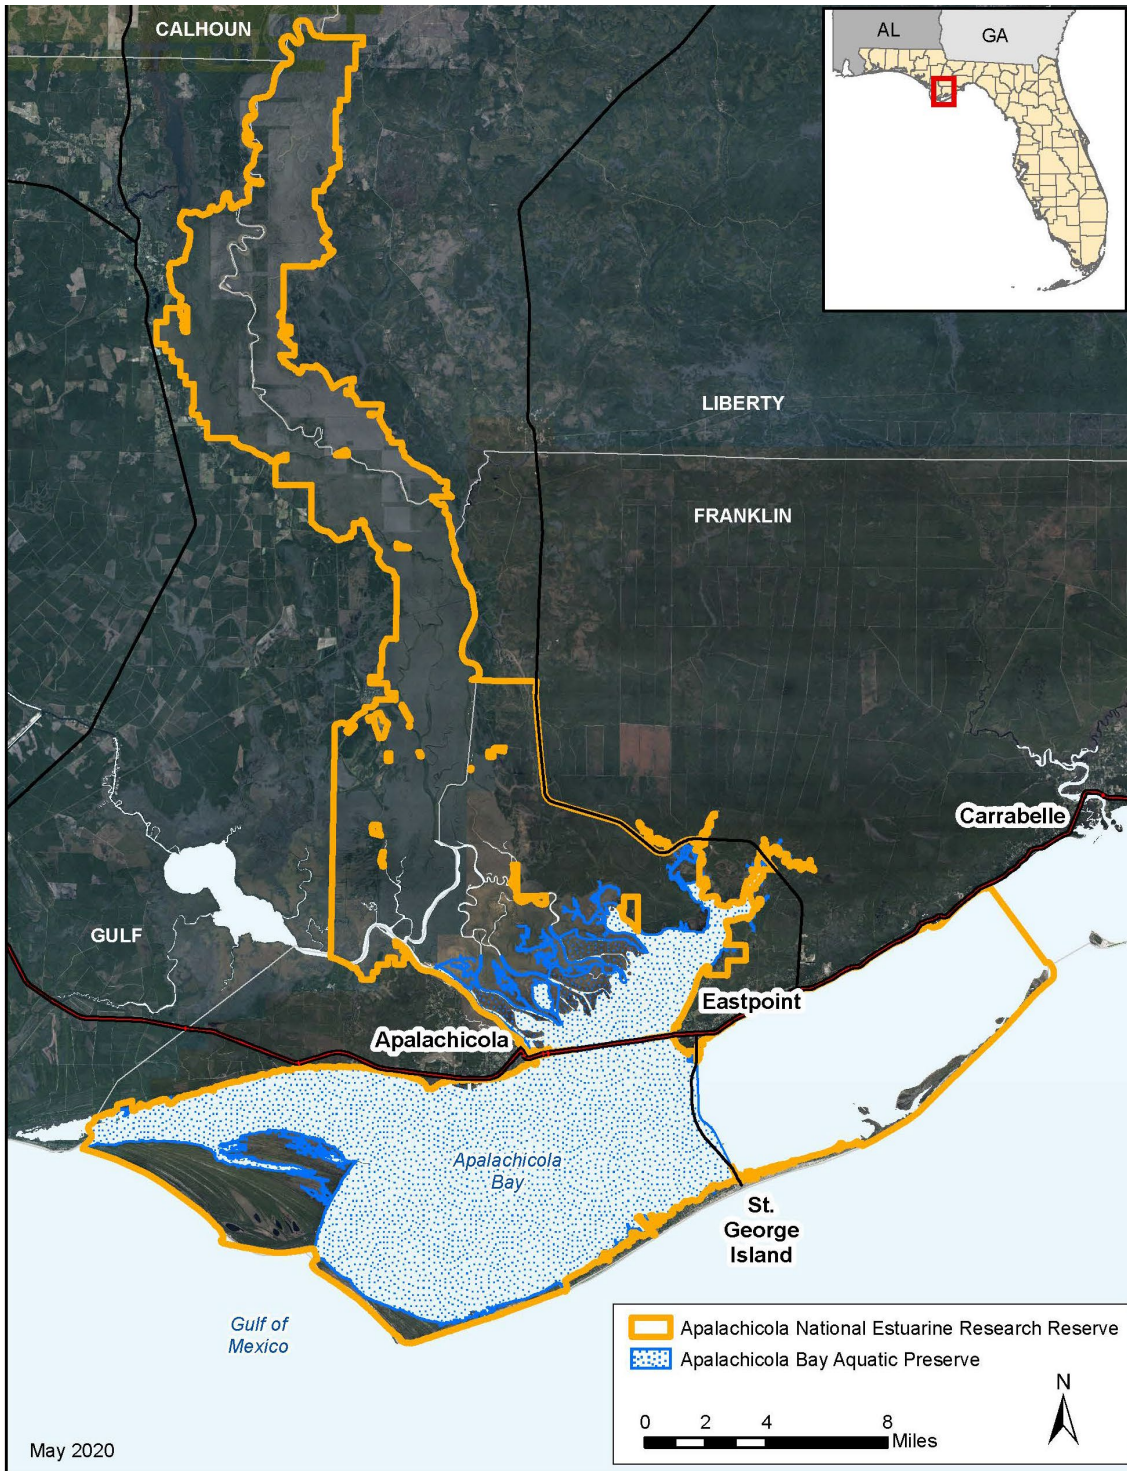 CALHOUN
AL
GA
LIBERTY
FRANKLIN
Carrabelle
GULF
Eastpoint
Apalachicola
Apalachicola
Bay
St.
George
Island
Gulf of
Mexico
Apalachicola National Estuarine Research Reserve
Apalachicola Bay Aquatic Preserve
N
0 2 4 8
Miles
May 2020